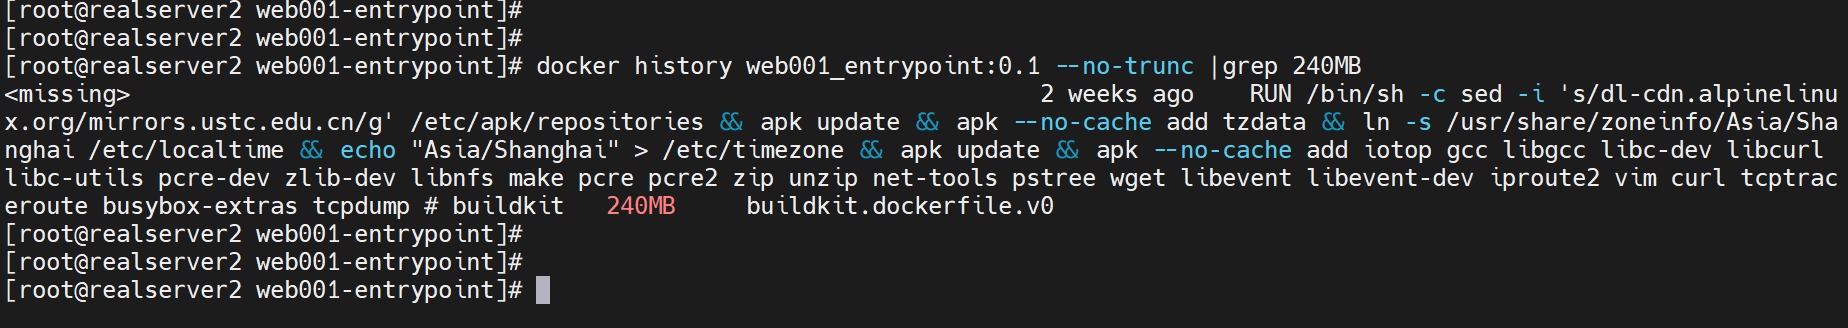 [root@realserver2 web001-entrypoint]#
[root@realserver2 web001-entrypoint]#
[root@realserver2 web001-entrypoint]# docker history web001_entrypoint:0.1 --no-trunc |grep 240MB
<missing>                                                                 2 weeks ago    RUN /bin/sh -c sed -i 's/dl-cdn.alpinelinu
x.org/mirrors.ustc.edu.cn/g' /etc/apk/repositories && apk update && apk --no-cache add tzdata && ln -s /usr/share/zoneinfo/Asia/Sha
nghai /etc/localtime && echo "Asia/Shanghai" > /etc/timezone && apk update && apk --no-cache add iotop gcc libgcc libc-dev libcurl
libc-utils pcre-dev zlib-dev libnfs make pcre pcre2 zip unzip net-tools pstree wget libevent libevent-dev iproute2 vim curl tcptrac
eroute busybox-extras tcpdump # buildkit   240MB     buildkit.dockerfile.v0
[root@realserver2 web001-entrypoint]#
[root@realserver2 web001-entrypoint]#
[root@realserver2 web001-entrypoint]#